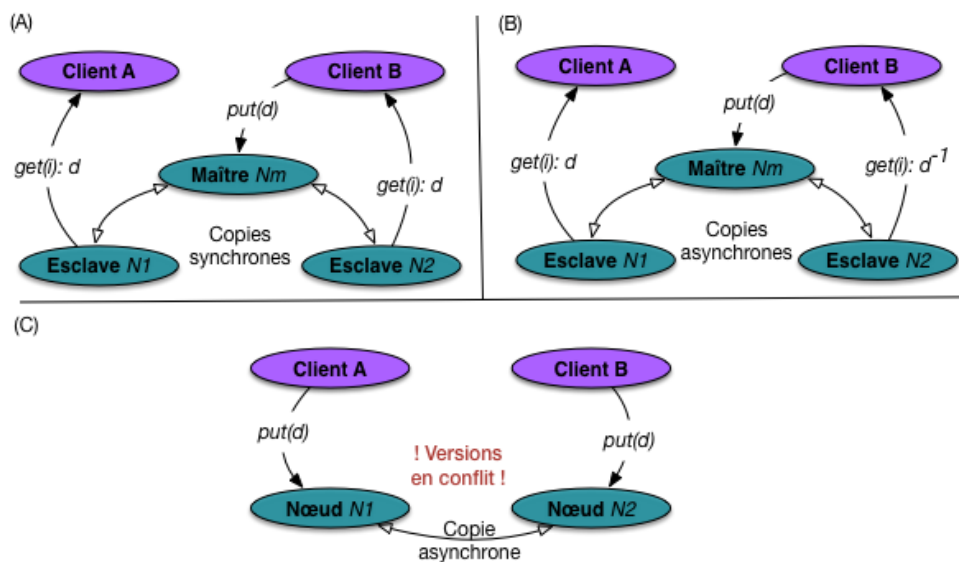 (A)
Client A
Client B
put(d)
get(i): d
Maître Nm
get(i): d
Copies
synchrones
Esclave N1
Esclave N2
(B)
Client A
Client B
put(d)
get(i): d
Maître Nm
get(i): d⁻¹
Copies
asynchrones
Esclave N1
Esclave N2
(C)
Client A
Client B
put(d)
put(d)
! Versions
en conflit !
Nœud N1
Nœud N2
Copie
asynchrone